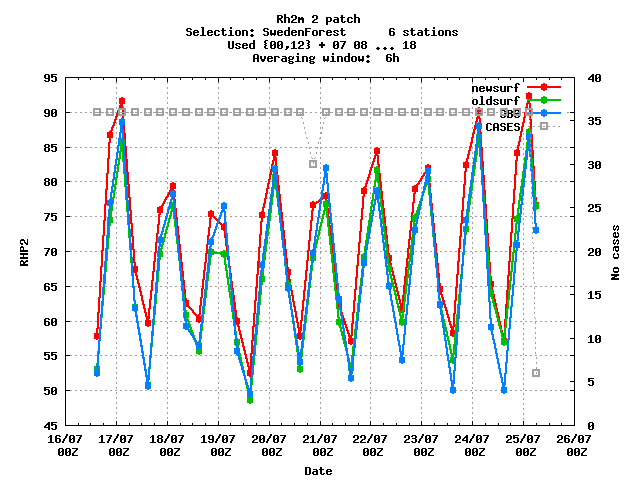 Rh2m 2 patch
Selection: SwedenForest 6 stations
Used {00,12} + 07 08 ... 18
Averaging window: 6h
newsurf
oldsurf
OBS
CASES
95
90
85
80
75
70
65
60
55
50
45
RHP2
40
35
30
25
20
15
10
5
0
No cases
16/07 17/07 18/07 19/07 20/07 21/07 22/07 23/07 24/07 25/07 26/07
00Z 00Z 00Z 00Z 00Z 00Z 00Z 00Z 00Z 00Z 00Z
Date